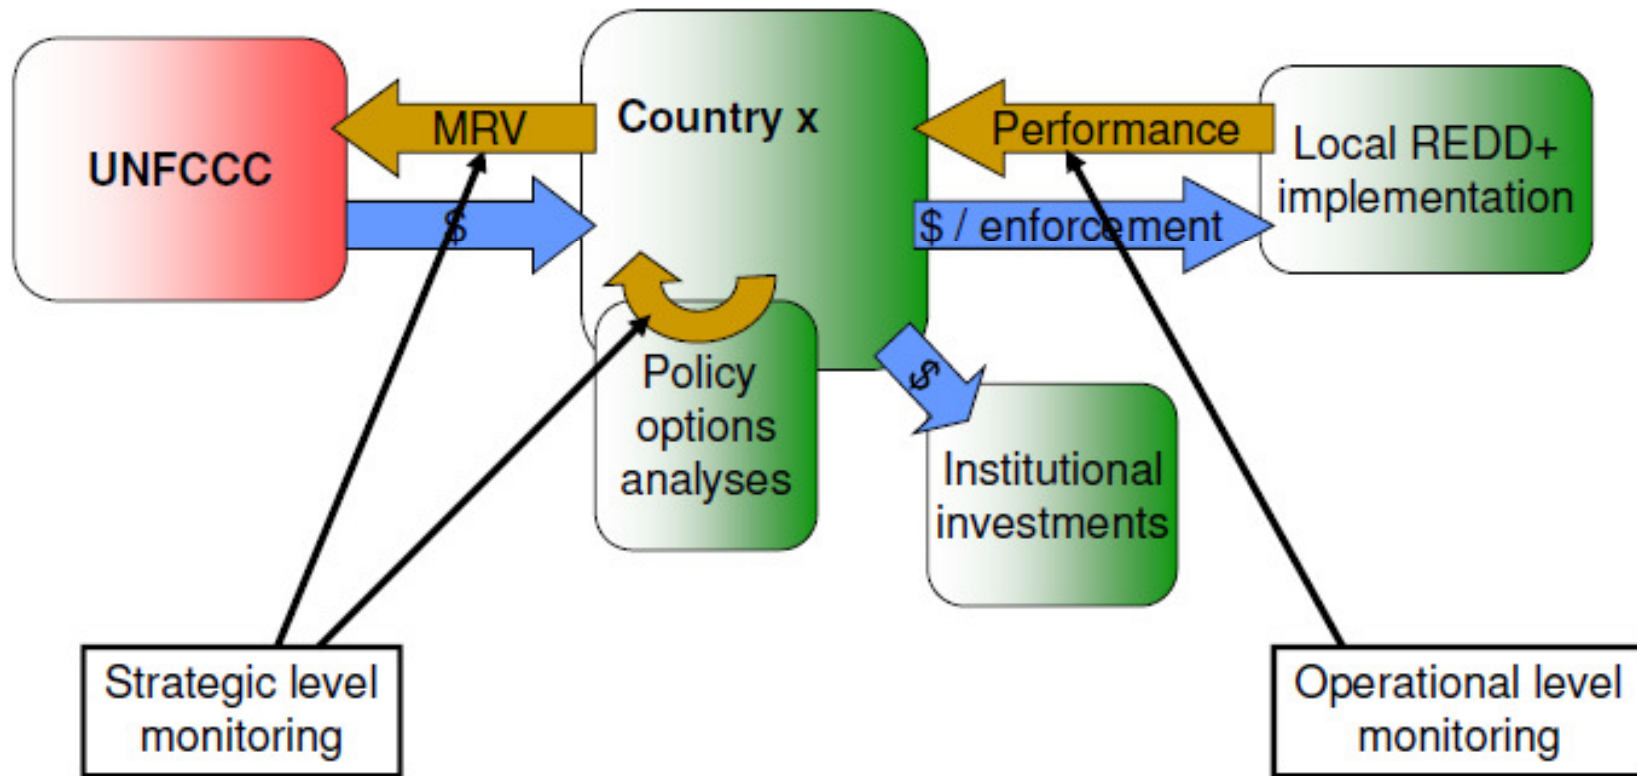 UNFCCC
MRV
$
Country x
Performance
$ / enforcement
Local REDD+
implementation
Policy
options
analyses
$
Institutional
investments
Strategic level
monitoring
Operational level
monitoring